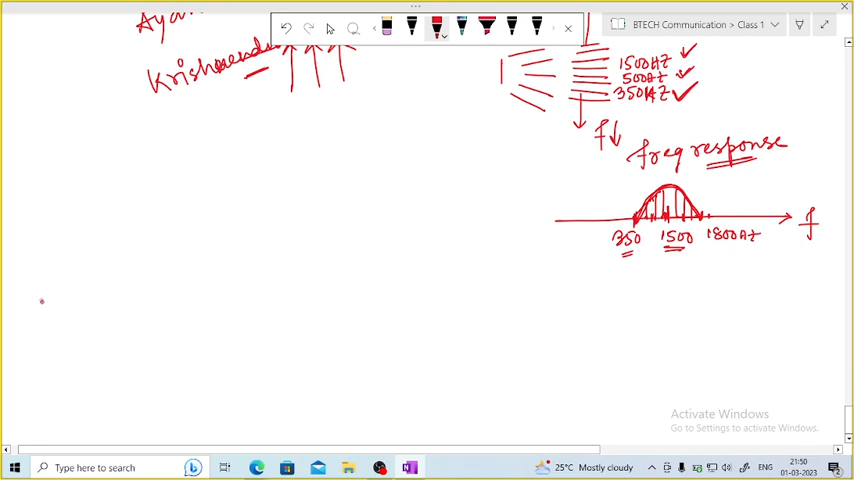 BTECH Communication > Class 1
Krishnendu
1500HZ ✓
500HZ ✓
350HZ ✓
f↓
freq response
f
350 1500 1800HZ
Activate Windows
Go to Settings to activate Windows.
Type here to search
25°C Mostly cloudy
ENG
21:50
01-03-2023
2